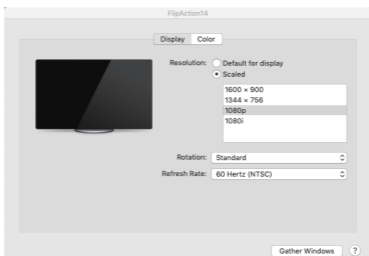 FlipAction14
Display Color
Resolution: Default for display
Scaled
1600 × 900
1344 × 756
1080p
1080i
Rotation: Standard
Refresh Rate: 60 Hertz (NTSC)
Gather Windows ?